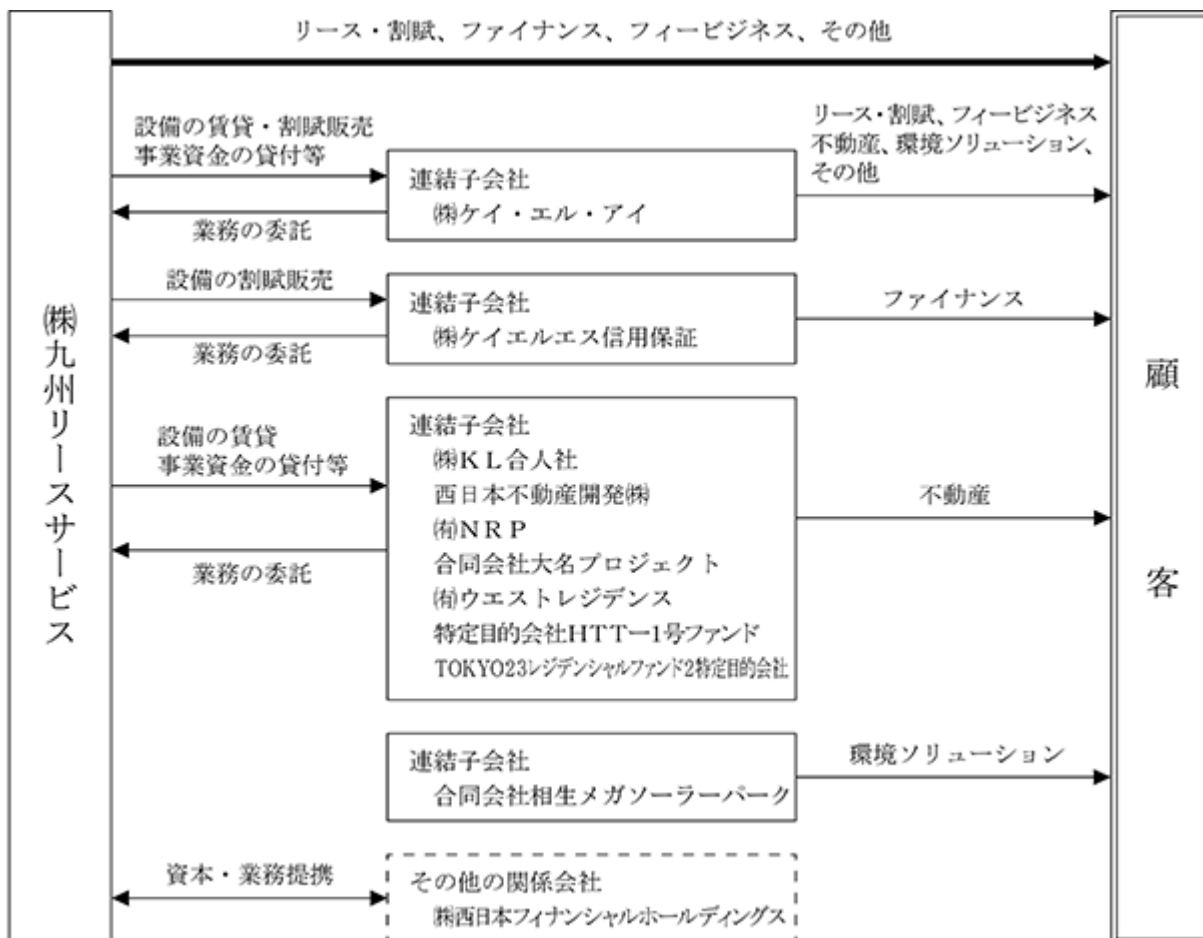 リース・割賦、ファイナンス、フィービジネス、その他
㈱九州リースサービス
顧客
設備の賃貸・割賦販売
事業資金の貸付等
業務の委託
連結子会社
㈱ケイ・エル・アイ
リース・割賦、フィービジネス
不動産、環境ソリューション、
その他
設備の割賦販売
業務の委託
連結子会社
㈱ケイエルエス信用保証
ファイナンス
設備の賃貸
事業資金の貸付等
業務の委託
連結子会社
㈱ＫＬ合人社
西日本不動産開発㈱
㈲ＮＲＰ
合同会社大名プロジェクト
㈲ウエストレジデンス
特定目的会社HTTー1号ファンド
TOKYO23レジデンシャルファンド2特定目的会社
不動産
連結子会社
合同会社相生メガソーラーパーク
環境ソリューション
資本・業務提携
その他の関係会社
㈱西日本フィナンシャルホールディングス